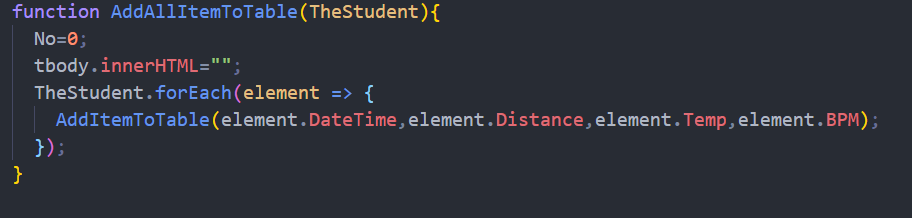 function AddAllItemToTable(TheStudent){
No=0;
tbody.innerHTML="";
TheStudent.forEach(element => {
AddItemToTable(element.DateTime,element.Distance,element.Temp,element.BPM);
});
}